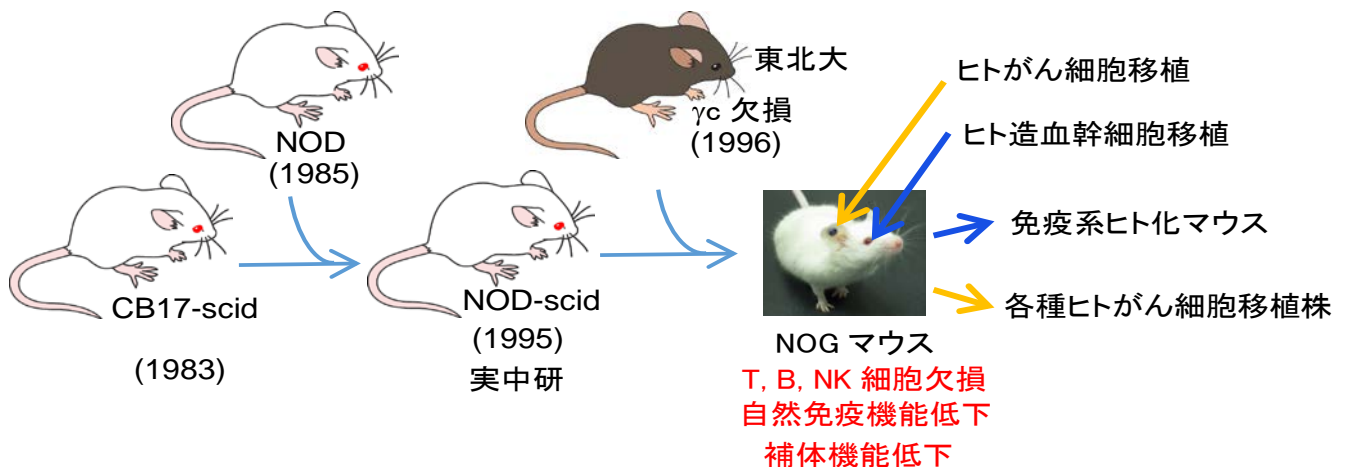 NOD
(1985)
CB17-scid
(1983)
NOD-scid
(1995)
実中研
東北大
γc 欠損
(1996)
NOG マウス
T, B, NK 細胞欠損
自然免疫機能低下
補体機能低下
ヒトがん細胞移植
ヒト造血幹細胞移植
免疫系ヒト化マウス
各種ヒトがん細胞移植株